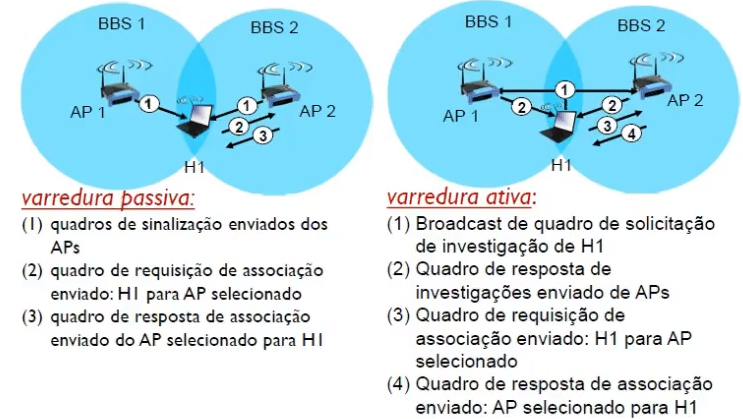 BBS 1
BBS 2
AP 1
1
1
AP 2
2
3
H1
varredura passiva:
(1) quadros de sinalização enviados dos
APs
(2) quadro de requisição de associação
enviado: H1 para AP selecionado
(3) quadro de resposta de associação
enviado do AP selecionado para H1
BBS 1
BBS 2
1
AP 1
2
2
AP 2
3
4
H1
varredura ativa:
(1) Broadcast de quadro de solicitação
de investigação de H1
(2) Quadro de resposta de
investigações enviado de APs
(3) Quadro de requisição de
associação enviado: H1 para AP
selecionado
(4) Quadro de resposta de associação
enviado: AP selecionado para H1